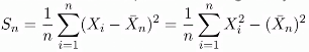 $S_n = \frac{1}{n} \sum_{i=1}^{n} (X_i - \bar{X}_n)^2 = \frac{1}{n} \sum_{i=1}^{n} X_i^2 - (\bar{X}_n)^2$